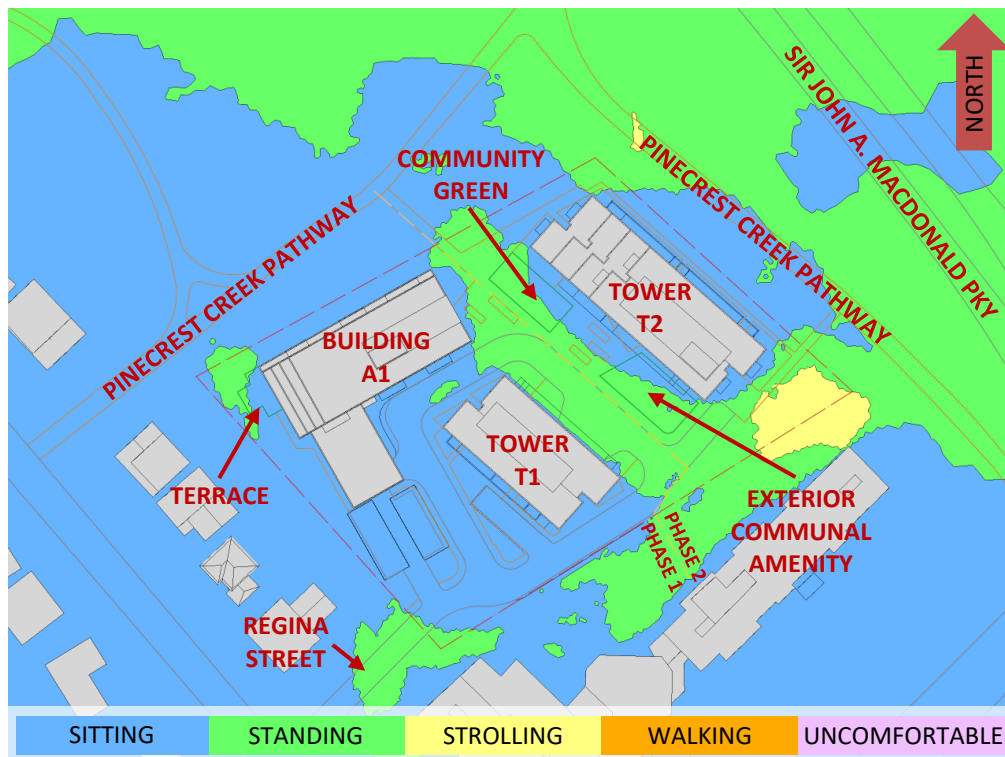 NORTH
SIR JOHN A. MACDONALD PKY
COMMUNITY
GREEN
PINECREST CREEK PATHWAY
PINECREST CREEK PATHWAY
TOWER
T2
BUILDING
A1
TOWER
T1
TERRACE
EXTERIOR
COMMUNAL
AMENITY
PHASE 2
PHASE 1
REGINA
STREET
SITTING
STANDING
STROLLING
WALKING
UNCOMFORTABLE